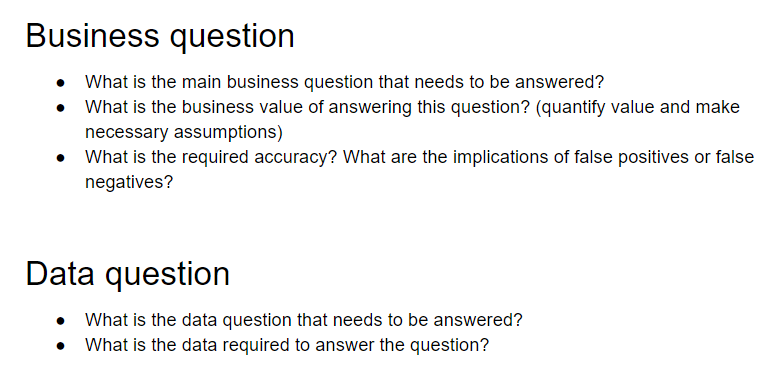 Business question
● What is the main business question that needs to be answered?
● What is the business value of answering this question? (quantify value and make
necessary assumptions)
● What is the required accuracy? What are the implications of false positives or false
negatives?
Data question
● What is the data question that needs to be answered?
● What is the data required to answer the question?